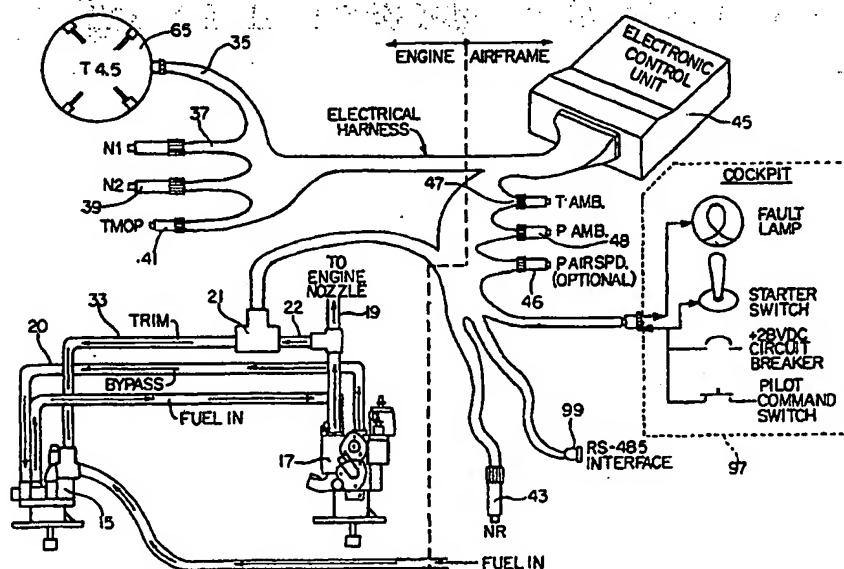 65
35
T 4.5
ENGINE
AIRFRAME
ELECTRONIC
CONTROL
UNIT
45
ELECTRICAL
HARNESS
37
N1
N2
39
TMOP
41
47
T AMB.
P AMB.
48
P AIRSPD.
(OPTIONAL)
46
COCKPIT
FAULT
LAMP
STARTER
SWITCH
+28VDC
CIRCUIT
BREAKER
PILOT
COMMAND
SWITCH
97
TO
ENGINE
NOZZLE
19
21
22
33
TRIM
20
BYPASS
FUEL IN
17
15
99
RS-485
INTERFACE
43
NR
FUEL IN